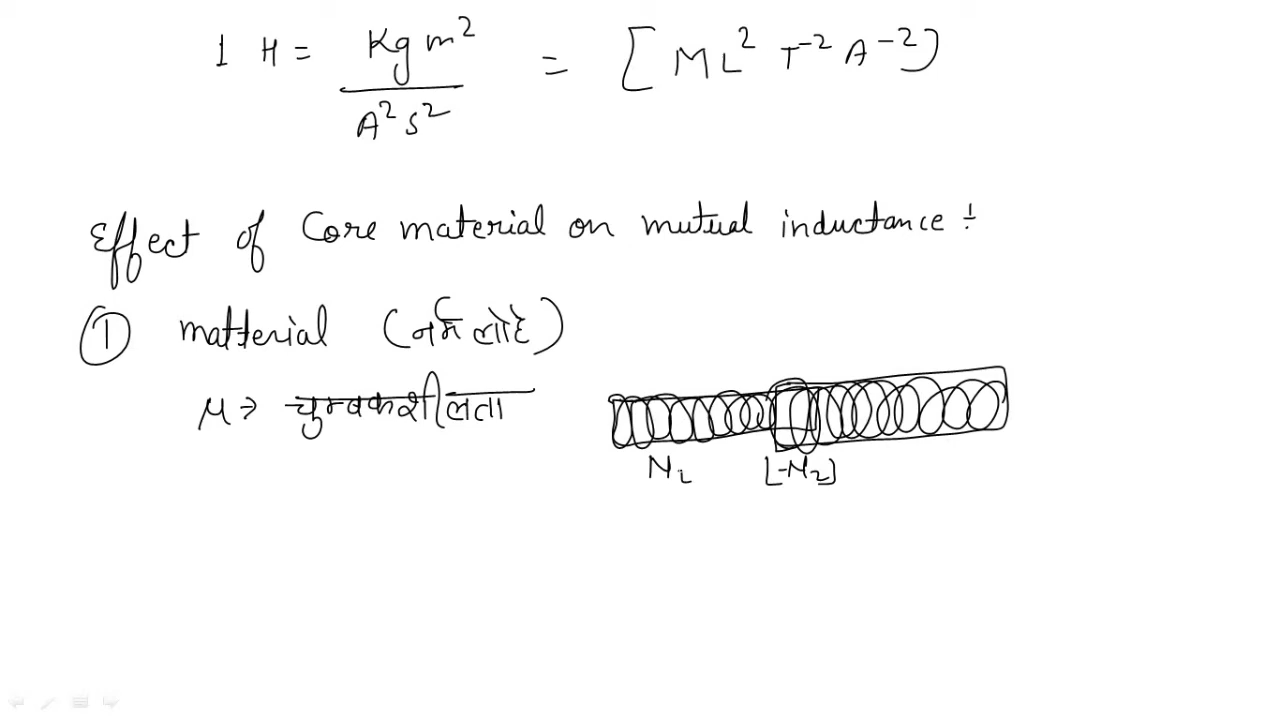 1 H = Kg m² / A² s² = [M L² T⁻² A⁻²]
Effect of Core material on mutual inductance ÷
① matterial (नर्म लोहे)
μ => चुम्बकशीलता
N₁ [-N₂]